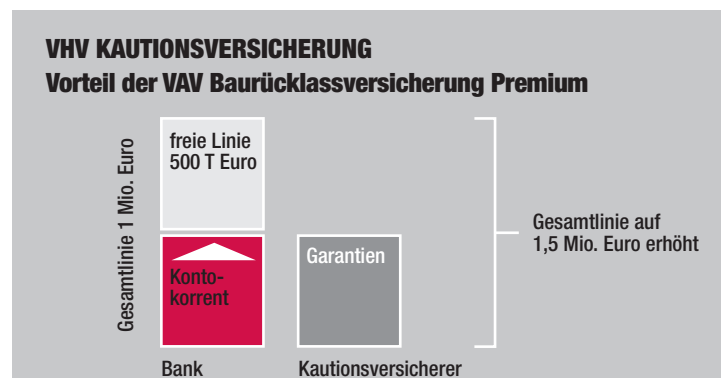 VHV KAUTIONSVERSICHERUNG
Vorteil der VAV Baurücklassversicherung Premium
Gesamtlinie 1 Mio. Euro
freie Linie
500 T Euro
Konto-
korrent
Garantien
Gesamtlinie auf
1,5 Mio. Euro erhöht
Bank
Kautionsversicherer